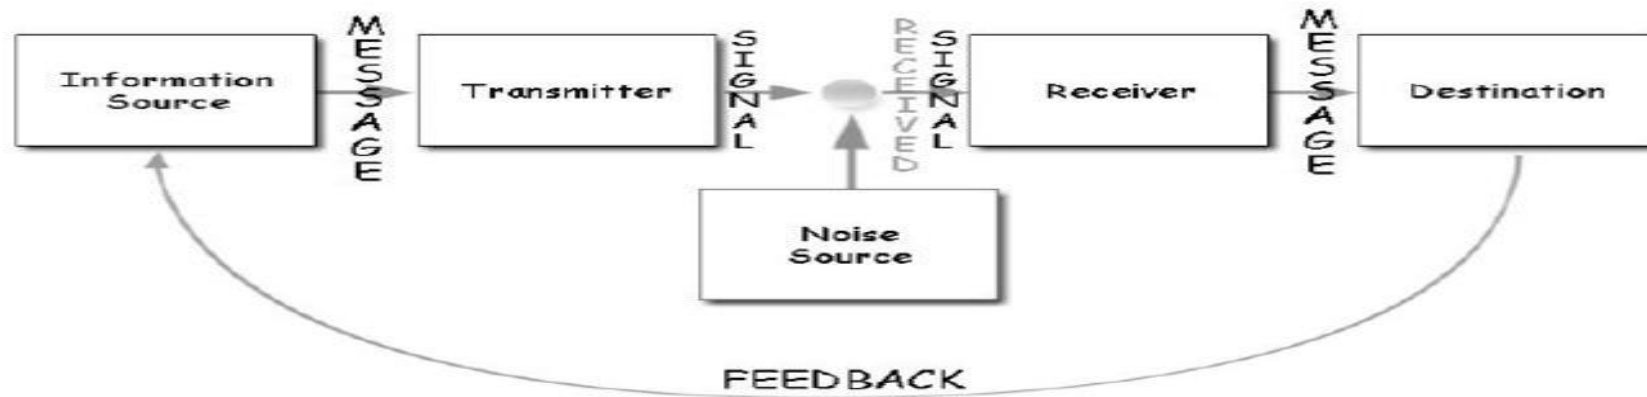 Information
Source
MESSAGE
Transmitter
SIGNAL
RECEIVED
SIGNAL
Receiver
MESSAGE
Destination
Noise
Source
FEEDBACK